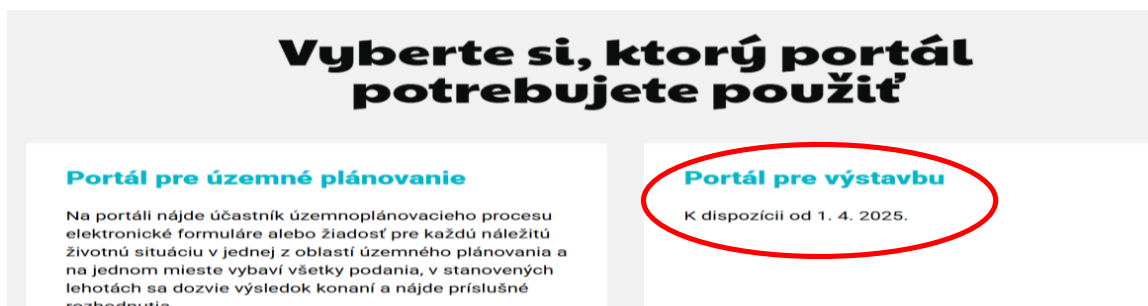 Vyberte si, ktorý portál
potrebujete použiť
Portál pre územné plánovanie
Na portáli nájde účastník územnoplánovacieho procesu
elektronické formuláre alebo žiadosť pre každú náležitú
životnú situáciu v jednej z oblastí územného plánovania a
na jednom mieste vybaví všetky podania, v stanovených
lehotách sa dozvie výsledok konaní a nájde príslušné
Portál pre výstavbu
K dispozícii od 1. 4. 2025.